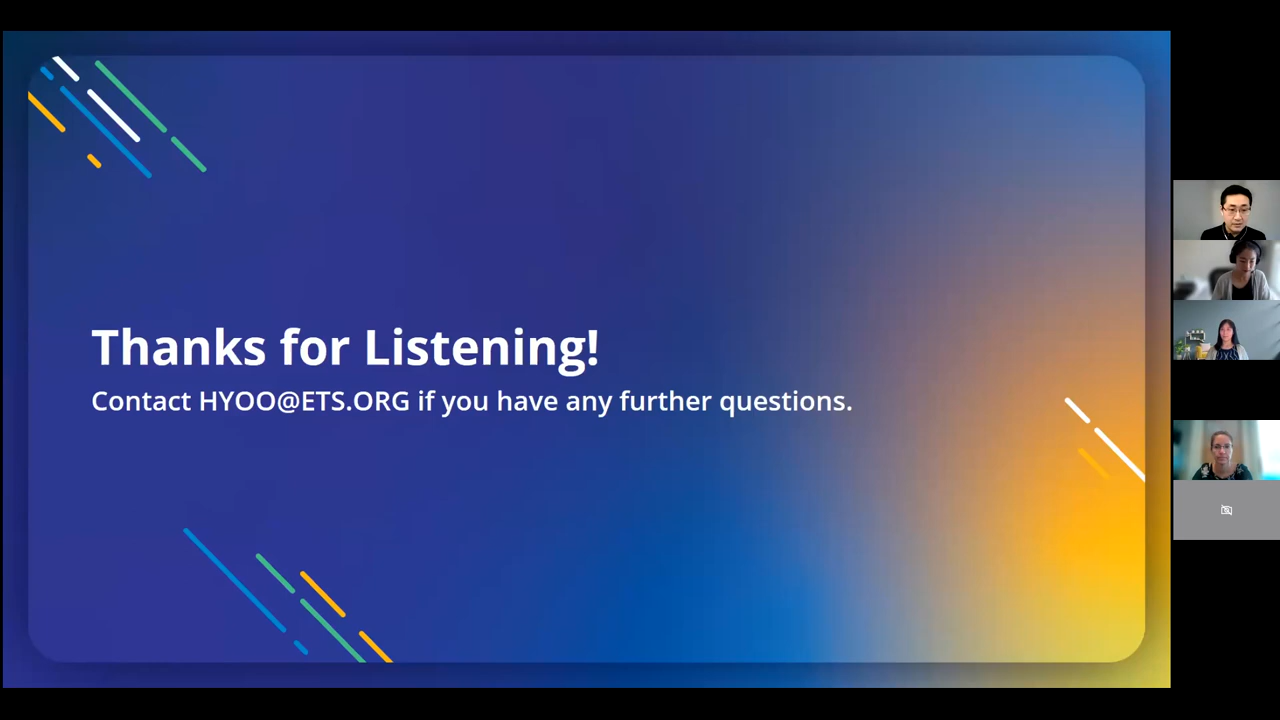 Thanks for Listening!
Contact HYOO@ETS.ORG if you have any further questions.